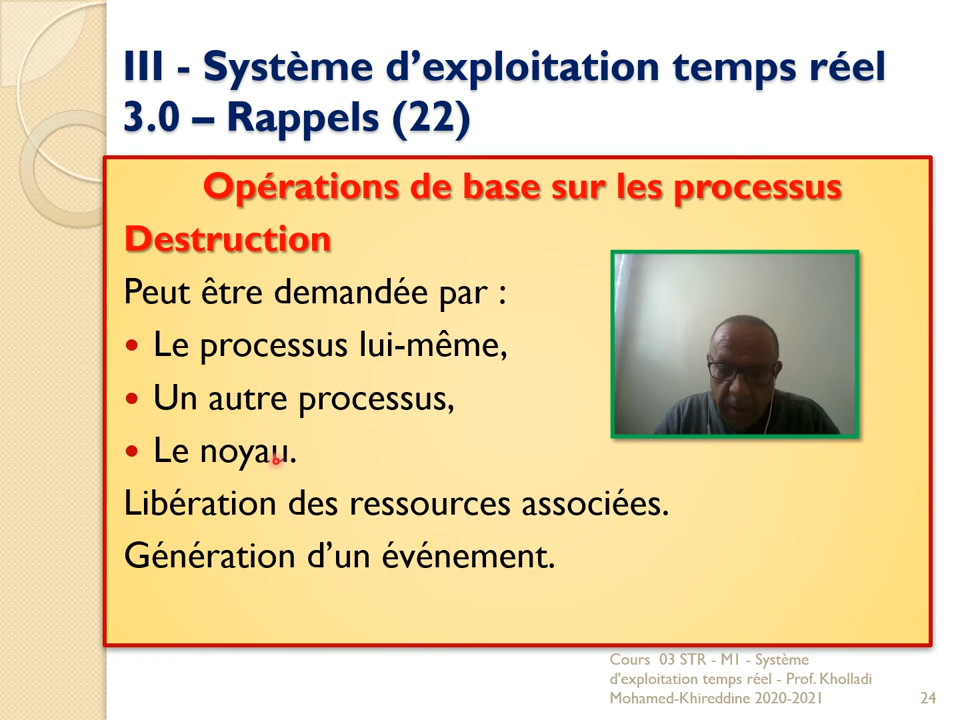 III - Système d’exploitation temps réel
3.0 – Rappels (22)
Opérations de base sur les processus
Destruction
Peut être demandée par :
• Le processus lui-même,
• Un autre processus,
• Le noyau.
Libération des ressources associées.
Génération d’un événement.
Cours 03 STR - M1 - Système
d'exploitation temps réel - Prof. Kholladi
Mohamed-Khireddine 2020-2021
24